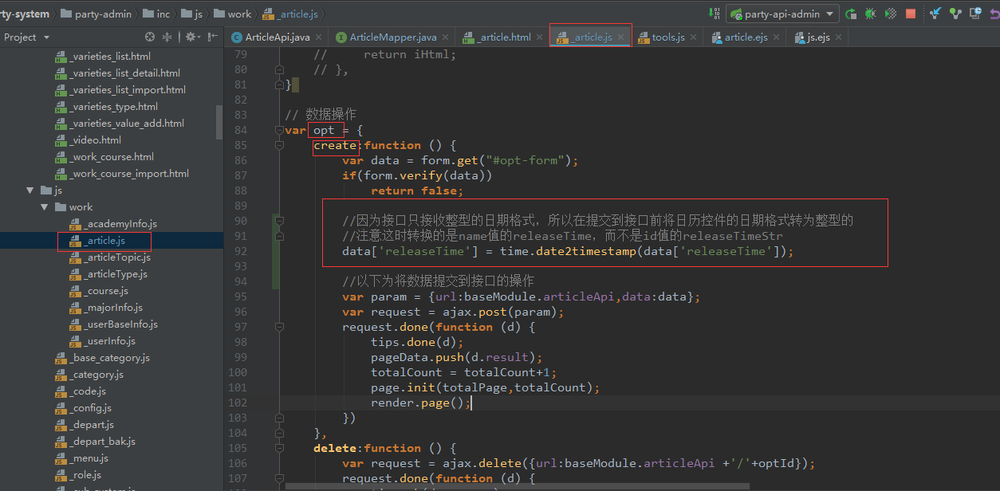 rty-system party-admin inc js work _article.js party-api-admin
Project
ArticleApi.java ArticleMapper.java _article.html _article.js tools.js article.ejs js.ejs
_varieties_list.html
_varieties_list_detail.html
_varieties_list_import.html
_varieties_type.html
_varieties_value_add.html
_video.html
_work_course.html
_work_course_import.html
js
work
_academyInfo.js
_article.js
_articleTopic.js
_articleType.js
_course.js
_majorInfo.js
_userBaseInfo.js
_userInfo.js
_base_category.js
_category.js
_code.js
_config.js
_depart.js
_depart_bak.js
_menu.js
_role.js
79 //     return iHtml;
80 // },
81 }
82
83 // 数据操作
84 var opt = {
85 create:function () {
86 var data = form.get("#opt-form");
87 if(form.verify(data))
88 return false;
89
90 //因为接口只接收整型的日期格式，所以在提交到接口前将日历控件的日期格式转为整型的
91 //注意这时转换的是name值的releaseTime，而不是id值的releaseTimeStr
92 data['releaseTime'] = time.date2timestamp(data['releaseTime']);
93
94 //以下为将数据提交到接口的操作
95 var param = {url:baseModule.articleApi,data:data};
96 var request = ajax.post(param);
97 request.done(function (d) {
98 tips.done(d);
99 pageData.push(d.result);
100 totalCount = totalCount+1;
101 page.init(totalPage,totalCount);
102 render.page();
103 })
104 },
105 delete:function () {
106 var request = ajax.delete({url:baseModule.articleApi +'/'+optId});
107 request.done(function (d) {